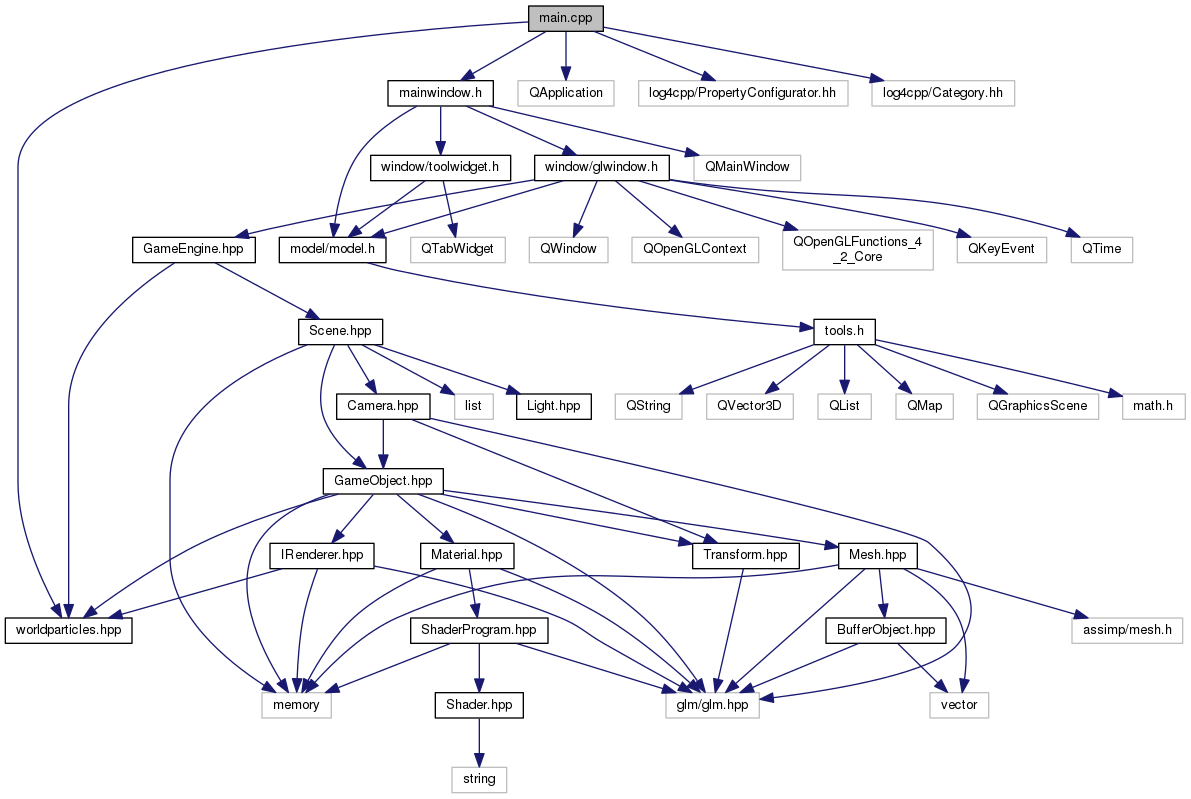 main.cpp
mainwindow.h
QApplication
log4cpp/PropertyConfigurator.hh
log4cpp/Category.hh
window/toolwidget.h
window/glwindow.h
QMainWindow
GameEngine.hpp
model/model.h
QTabWidget
QWindow
QOpenGLContext
QOpenGLFunctions_4
_2_Core
QKeyEvent
QTime
Scene.hpp
tools.h
Camera.hpp
list
Light.hpp
QString
QVector3D
QList
QMap
QGraphicsScene
math.h
GameObject.hpp
IRenderer.hpp
Material.hpp
Transform.hpp
Mesh.hpp
worldparticles.hpp
ShaderProgram.hpp
BufferObject.hpp
assimp/mesh.h
memory
Shader.hpp
glm/glm.hpp
vector
string